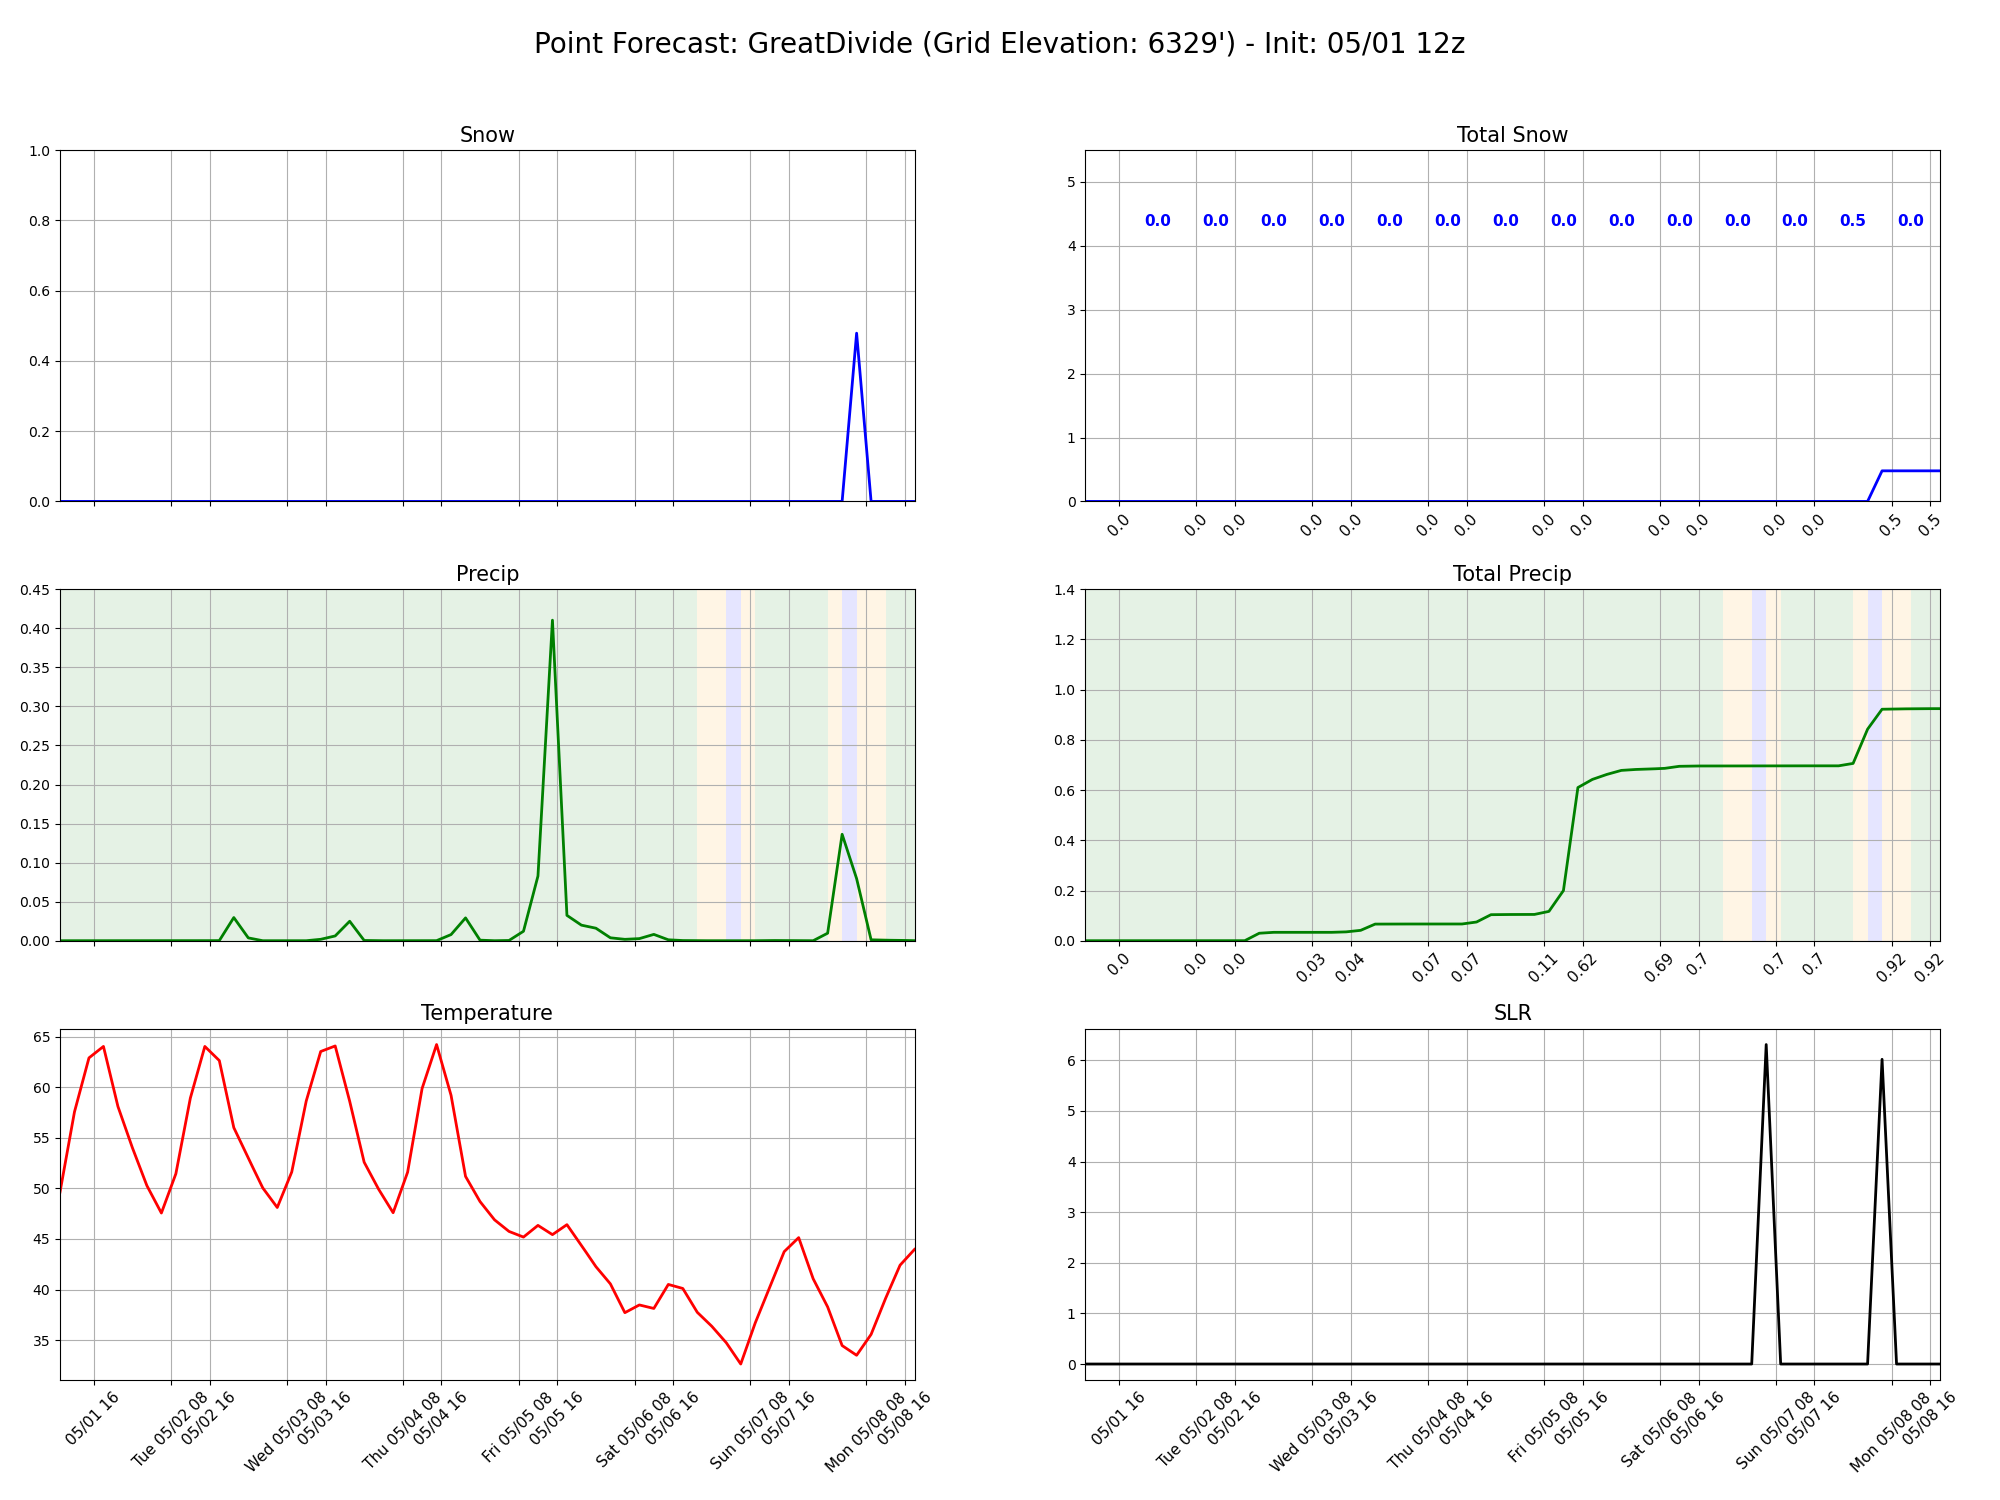 Point Forecast: GreatDivide (Grid Elevation: 6329') - Init: 05/01 12z
Snow
1.0
0.8
0.6
0.4
0.2
0.0
Total Snow
5
4
3
2
1
0
0.0 0.0 0.0 0.0 0.0 0.0 0.0 0.0 0.0 0.0 0.0 0.0 0.5 0.0
0.0 0.0 0.0 0.0 0.0 0.0 0.0 0.0 0.0 0.0 0.0 0.0 0.0 0.5 0.5
Precip
0.45
0.40
0.35
0.30
0.25
0.20
0.15
0.10
0.05
0.00
Total Precip
1.4
1.2
1.0
0.8
0.6
0.4
0.2
0.0
0.0 0.0 0.0 0.03 0.04 0.07 0.07 0.11 0.62 0.69 0.7 0.7 0.7 0.92 0.92
Temperature
65
60
55
50
45
40
35
05/01 16
Tue 05/02 08
05/02 16
Wed 05/03 08
05/03 16
Thu 05/04 08
05/04 16
Fri 05/05 08
05/05 16
Sat 05/06 08
05/06 16
Sun 05/07 08
05/07 16
Mon 05/08 08
05/08 16
SLR
6
5
4
3
2
1
0
05/01 16
Tue 05/02 08
05/02 16
Wed 05/03 08
05/03 16
Thu 05/04 08
05/04 16
Fri 05/05 08
05/05 16
Sat 05/06 08
05/06 16
Sun 05/07 08
05/07 16
Mon 05/08 08
05/08 16